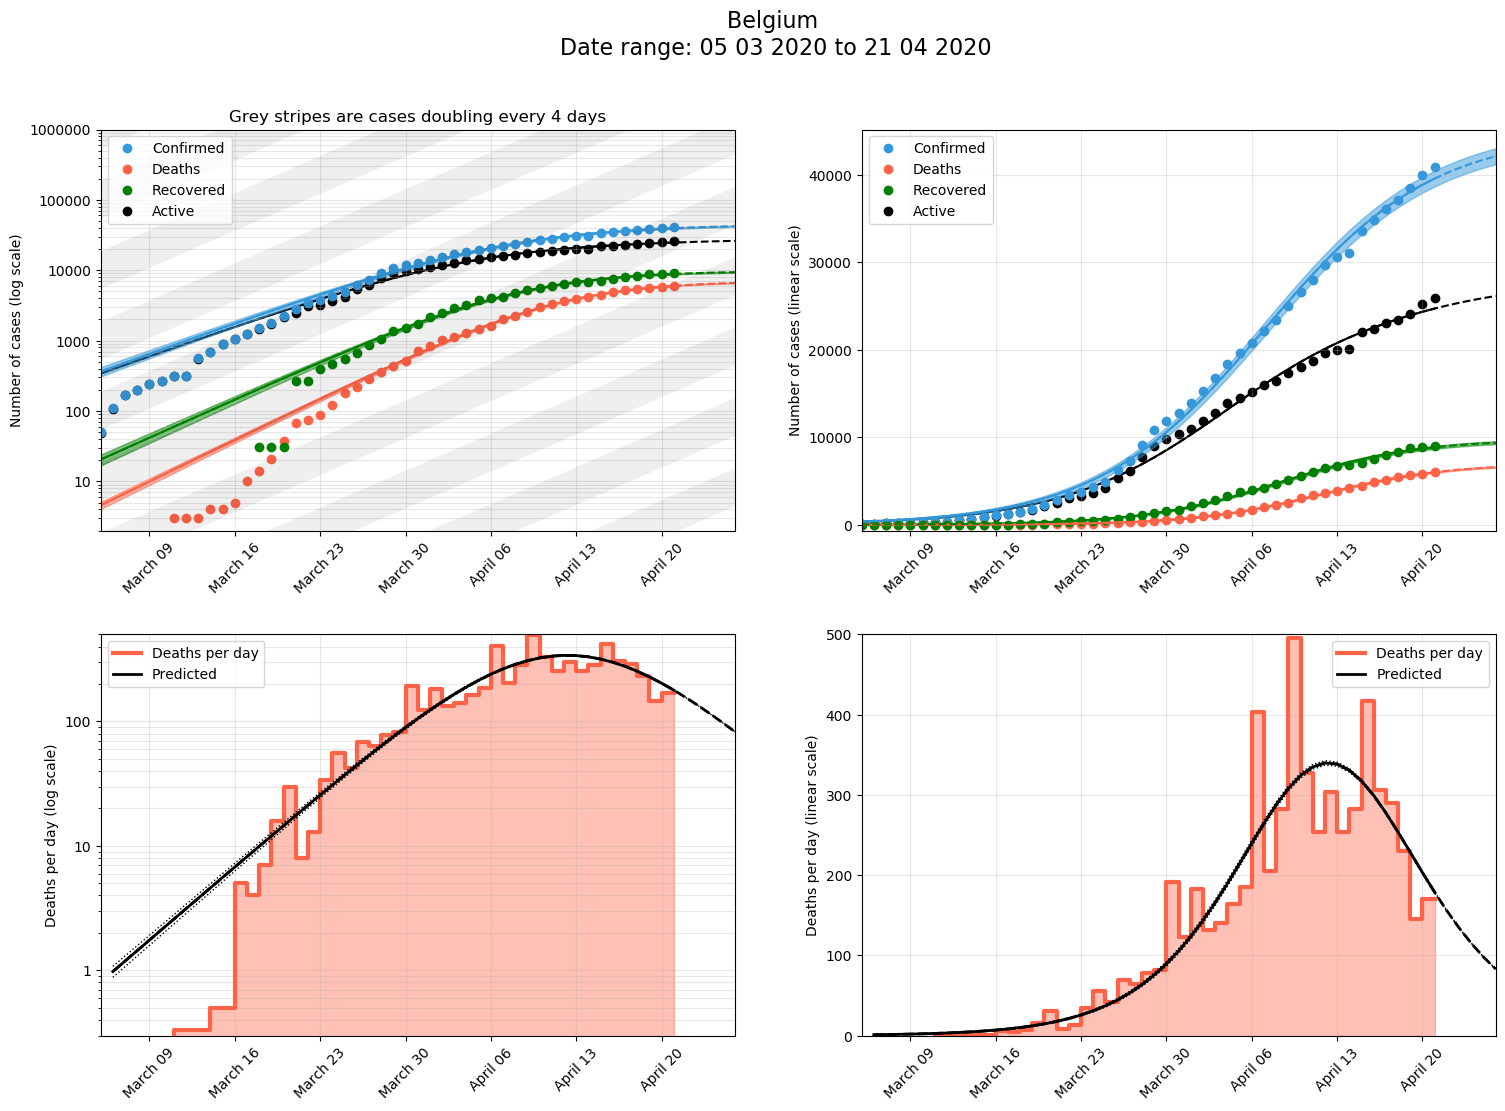 Belgium
Date range: 05 03 2020 to 21 04 2020
Grey stripes are cases doubling every 4 days
Number of cases (log scale)
1000000
100000
10000
1000
100
10
Confirmed
Deaths
Recovered
Active
March 09
March 16
March 23
March 30
April 06
April 13
April 20
Number of cases (linear scale)
40000
30000
20000
10000
0
Confirmed
Deaths
Recovered
Active
March 09
March 16
March 23
March 30
April 06
April 13
April 20
Deaths per day (log scale)
100
10
1
Deaths per day
Predicted
March 09
March 16
March 23
March 30
April 06
April 13
April 20
Deaths per day (linear scale)
500
400
300
200
100
0
Deaths per day
Predicted
March 09
March 16
March 23
March 30
April 06
April 13
April 20